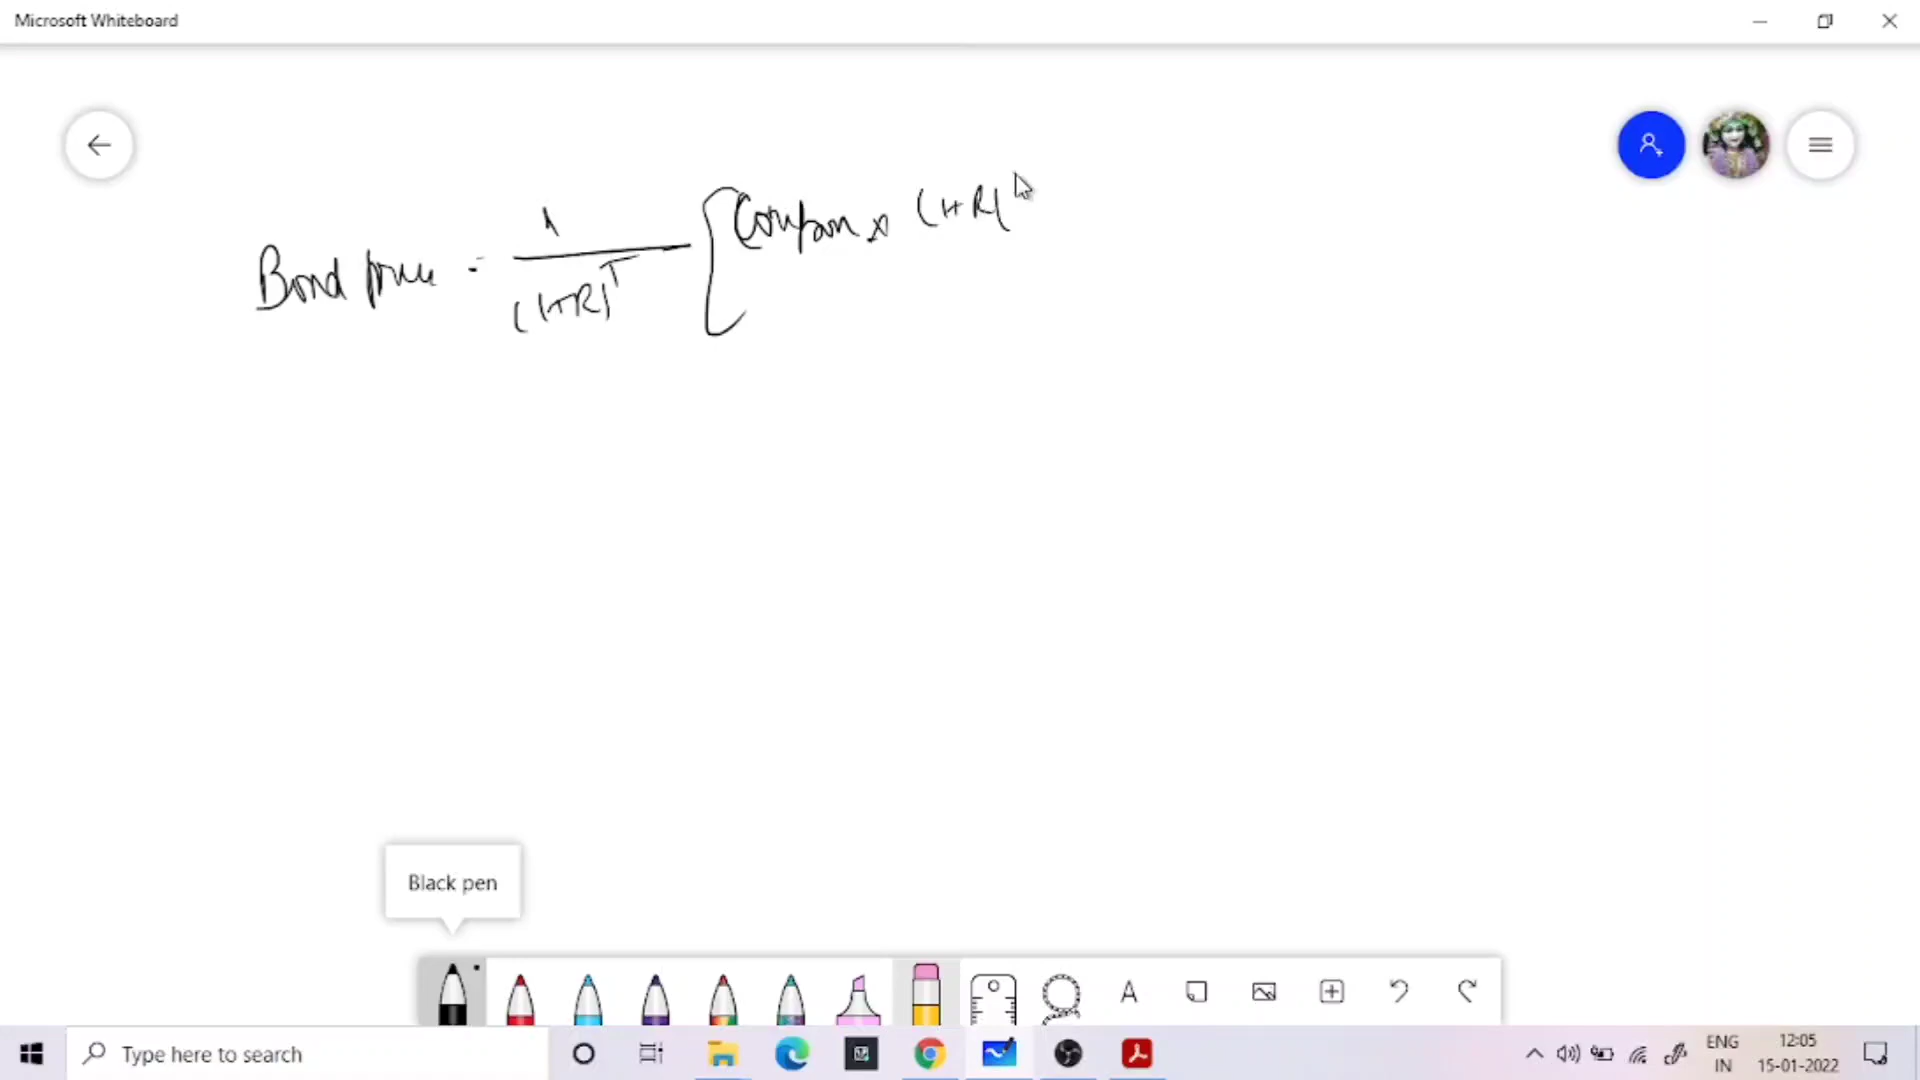 Microsoft Whiteboard
Bond price = 1 / (1+R)^T [ Coupon x (1+R)
Black pen
A
Type here to search
ENG
IN
12:05
15-01-2022